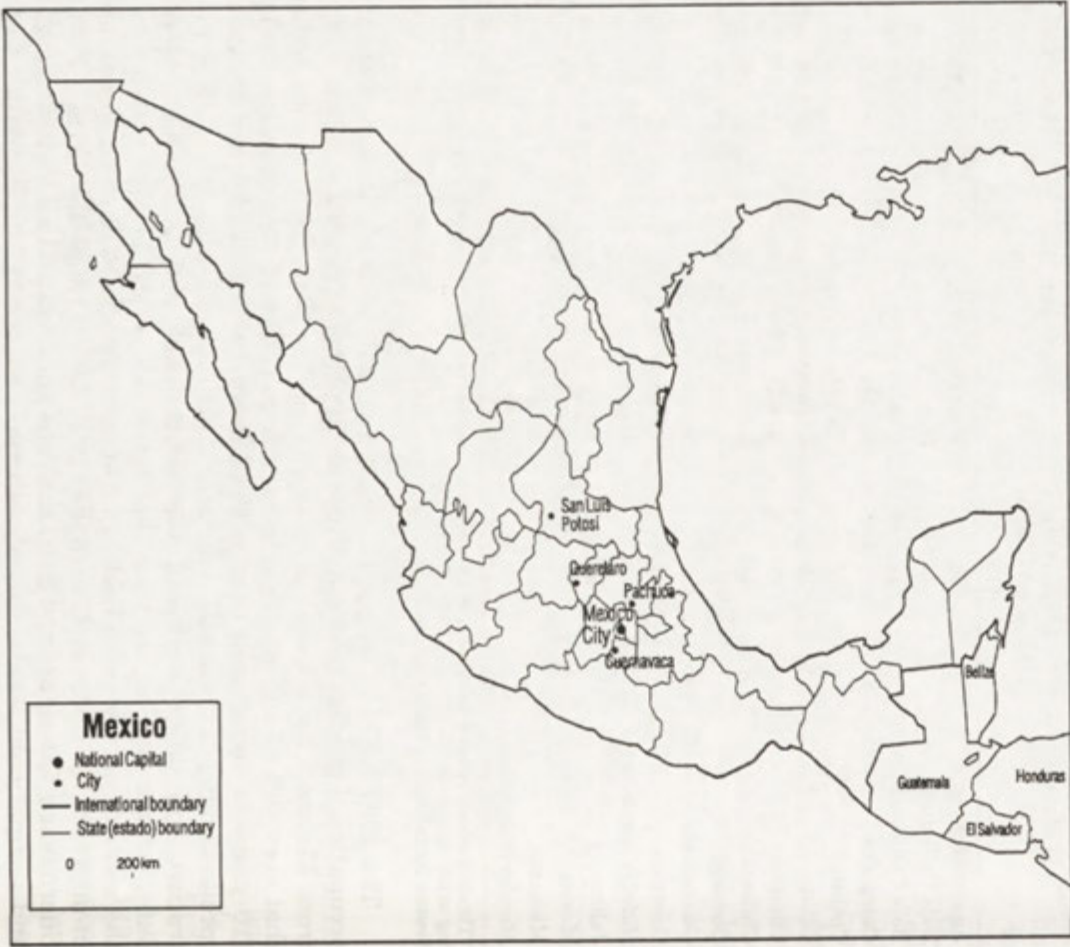 San Luis
Potosí
Queretaro
Pachuca
Mexico
City
Cuernavaca
Belize
Guatemala
Honduras
El Salvador
Mexico
National Capital
City
International boundary
State (estado) boundary
0 200 km